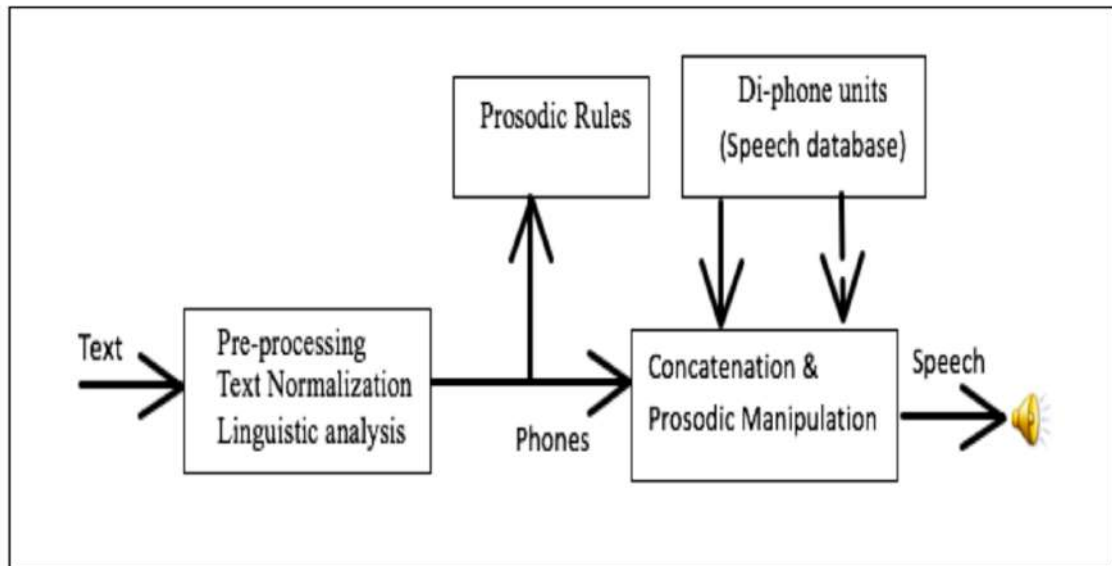 Prosodic Rules
Di-phone units
(Speech database)
Text
Pre-processing
Text Normalization
Linguistic analysis
Phones
Concatenation &
Prosodic Manipulation
Speech